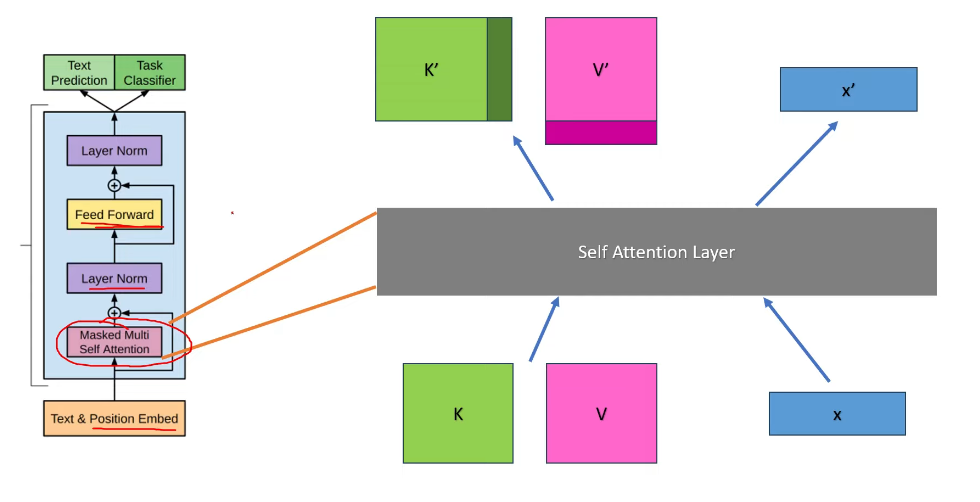 Text
Prediction
Task
Classifier
Layer Norm
+
Feed Forward
Layer Norm
+
Masked Multi
Self Attention
Text & Position Embed
K’
V’
x’
Self Attention Layer
K
V
x